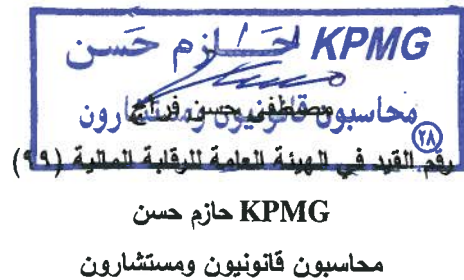 KPMG حازم حسن
محاسبون قانونيون ومستشارون
مصطفى حسن فراج
(٢٨)
رقم القيد في الهيئة العامة للرقابة المالية (٩٩)
KPMG حازم حسن
محاسبون قانونيون ومستشارون